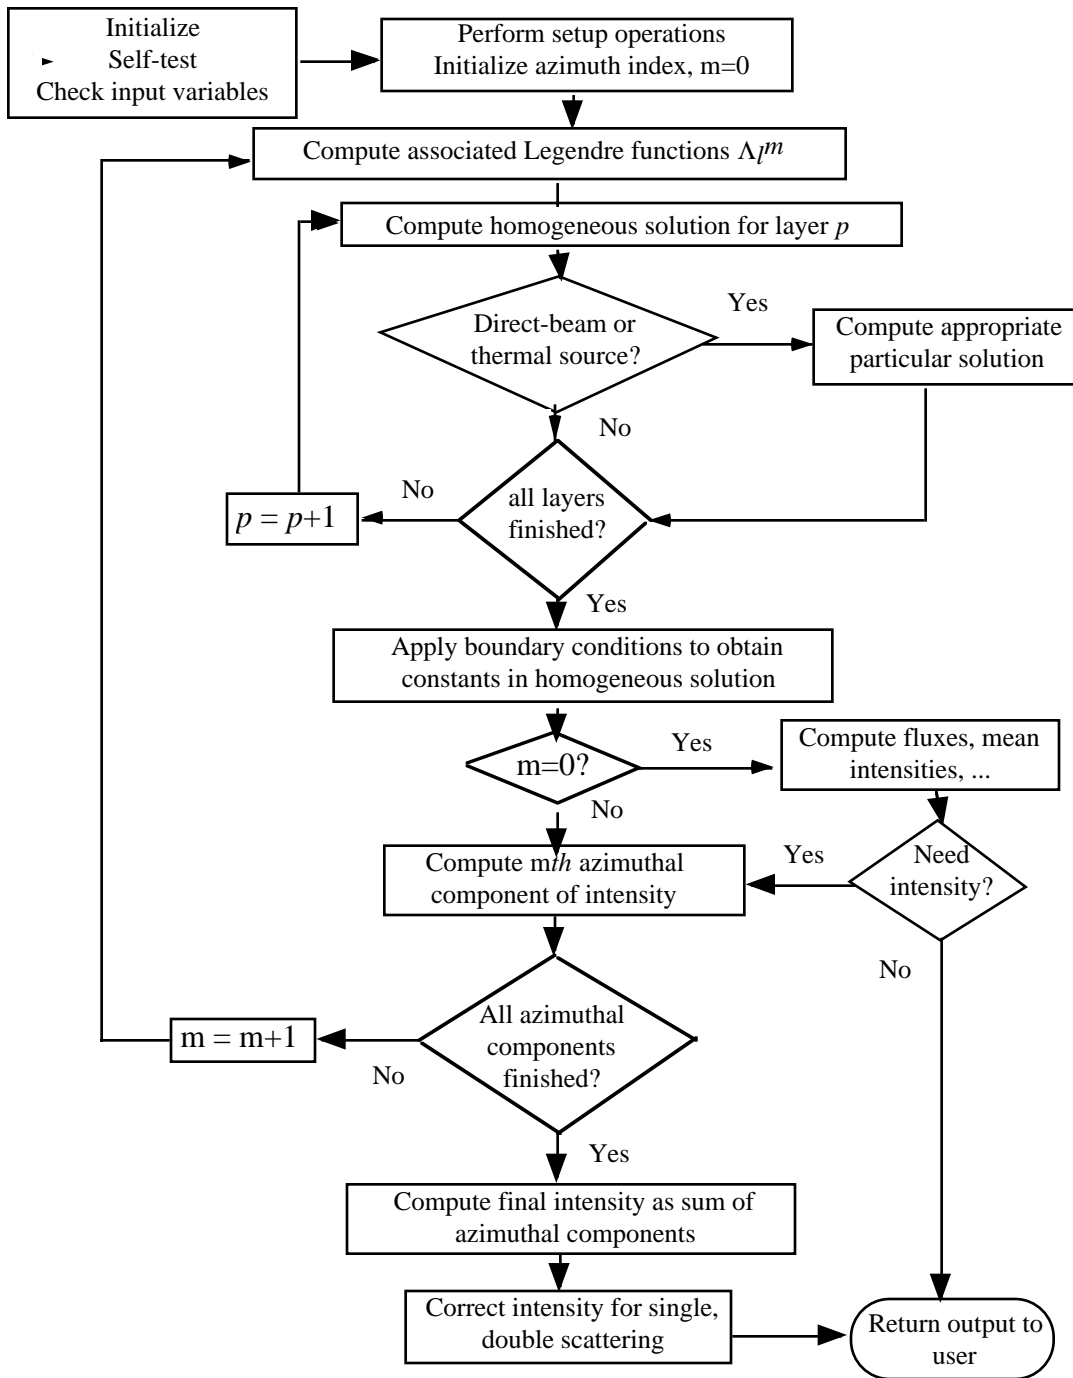 Initialize
Self-test
Check input variables
Perform setup operations
Initialize azimuth index, m=0
Compute associated Legendre functions Λlm
Compute homogeneous solution for layer p
Direct-beam or
thermal source?
Yes
Compute appropriate
particular solution
No
all layers
finished?
No
p = p+1
Yes
Apply boundary conditions to obtain
constants in homogeneous solution
m=0?
Yes
Compute fluxes, mean
intensities, ...
No
Need
intensity?
Yes
Compute mth azimuthal
component of intensity
No
All azimuthal
components
finished?
No
m = m+1
Yes
Compute final intensity as sum of
azimuthal components
Correct intensity for single,
double scattering
Return output to
user